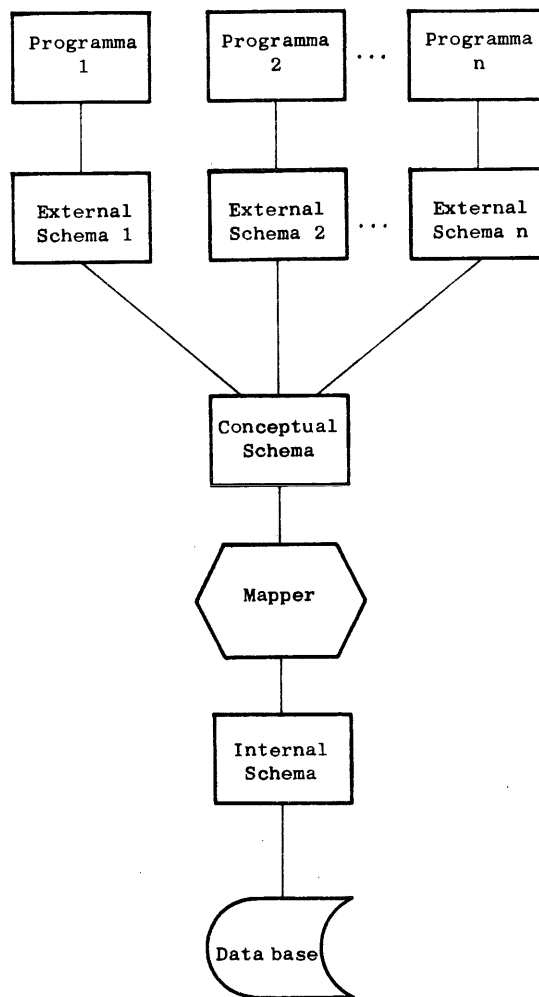 Programma
1
Programma
2
...
Programma
n
External
Schema 1
External
Schema 2
...
External
Schema n
Conceptual
Schema
Mapper
Internal
Schema
Data base